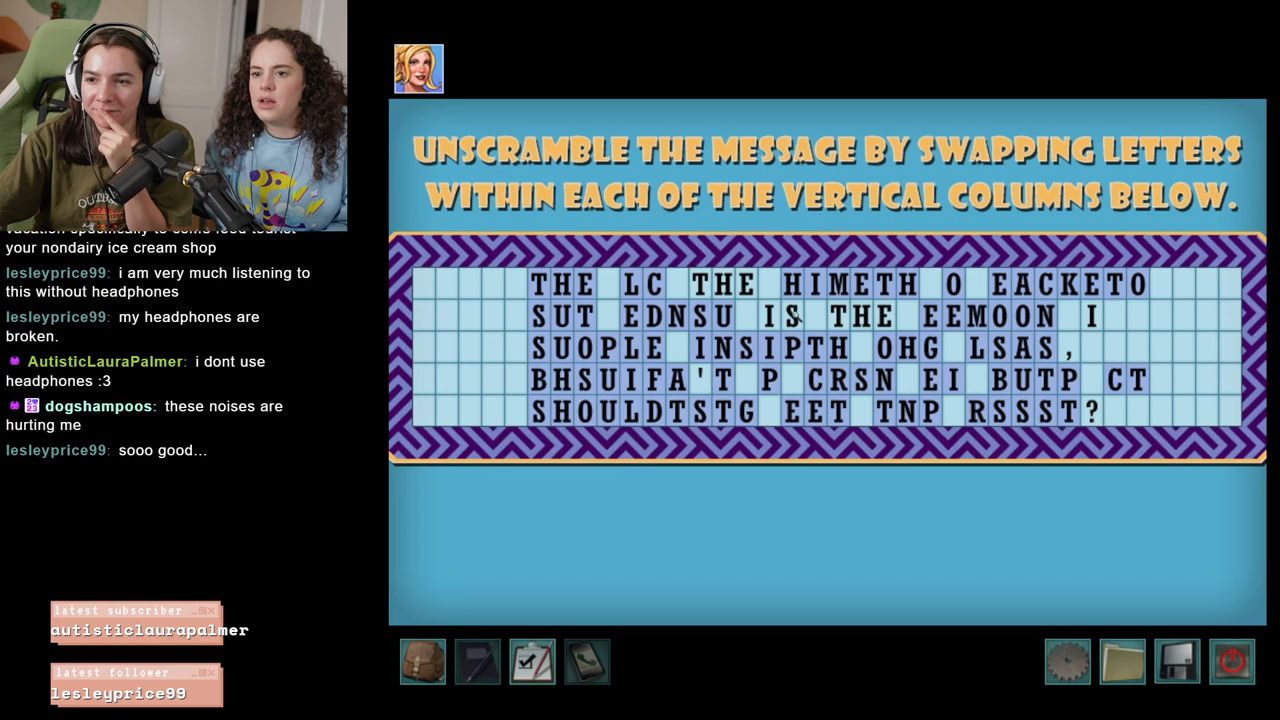 UNSCRAMBLE THE MESSAGE BY SWAPPING LETTERS
WITHIN EACH OF THE VERTICAL COLUMNS BELOW.
THE LC THE HIMETH O EACKETO
SUT EDNSU IS THE EEMOON I
SUOPLE INSIPTH OHG LSAS,
BHSUIFA'T P CRSN EI BUTP CT
SHOULDTSTG EET TNP RSSST?
your nondairy ice cream shop
lesleyprice99: i am very much listening to
this without headphones
lesleyprice99: my headphones are
broken.
AutisticLauraPalmer: i dont use
headphones :3
dogshampoos: these noises are
hurting me
lesleyprice99: sooo good...
latest subscriber
autisticlaurapalmer
latest follower
lesleyprice99